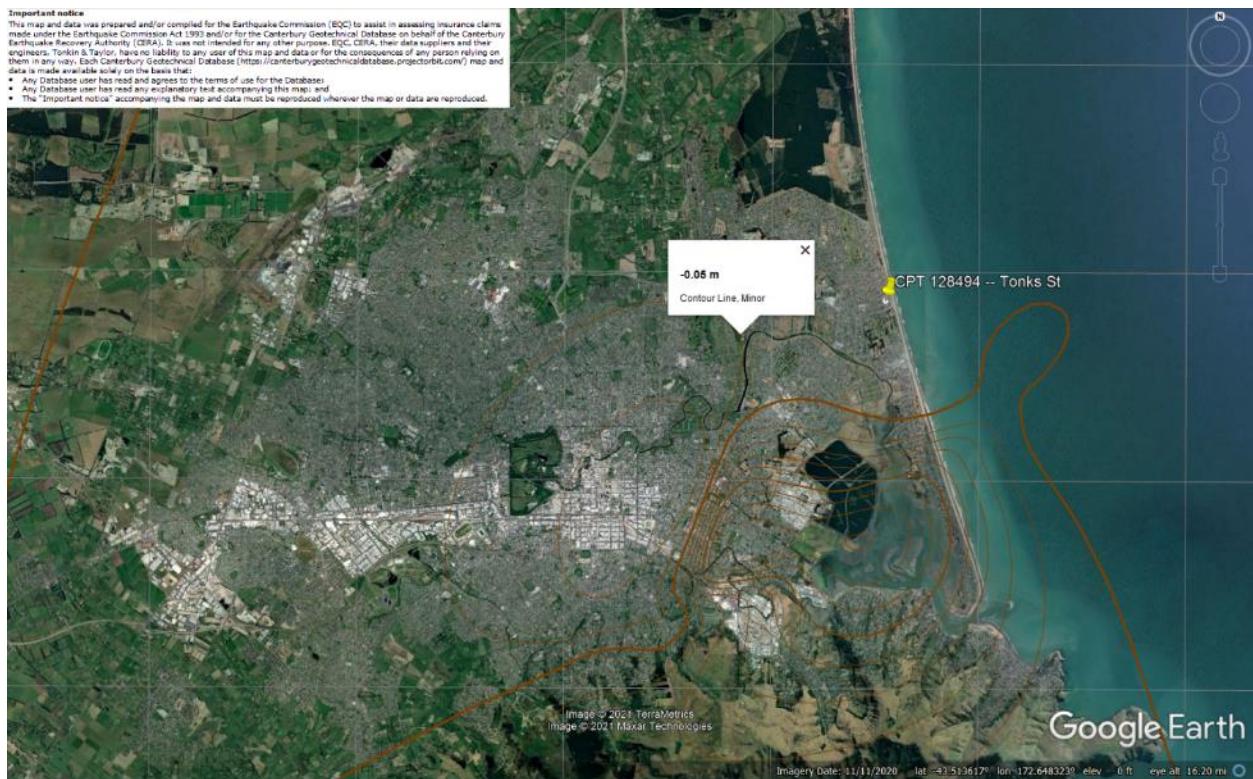 Important notice
This map and data was prepared and/or compiled for the Earthquake Commission (EQC) to assist in assessing insurance claims
made under the Earthquake Commission Act 1993 and/or for the Canterbury Geotechnical Database on behalf of the Canterbury
Earthquake Recovery Authority (CERA). It was not intended for any other purpose. EQC, CERA, their data suppliers and their
engineers, Tonkin & Taylor, have no liability to any user of this map and data or for the consequences of any person relying on
them in any way. Each Canterbury Geotechnical Database (https://canterburygeotechnicaldatabase.projectorbit.com/) map and
data is made available solely on the basis that:
• Any Database user has read and agrees to the terms of use for the Database;
• Any Database user has read any explanatory text accompanying this map; and
• The "Important notice" accompanying the map and data must be reproduced wherever the map or data are reproduced.
N
-0.05 m
Contour Line, Minor
CPT 128494 -- Tonks St
Image © 2021 TerraMetrics
Image © 2021 Maxar Technologies
Google Earth
Imagery Date: 11/11/2020 lat -43.513617° lon 172.648323° elev 0 ft eye alt 16.20 mi